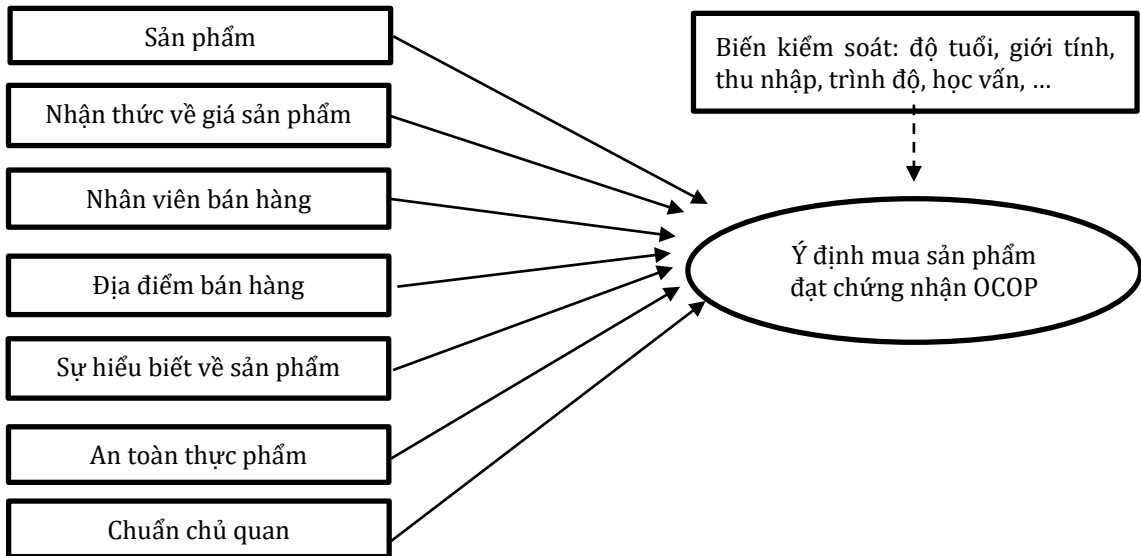 Sản phẩm
Nhận thức về giá sản phẩm
Nhân viên bán hàng
Địa điểm bán hàng
Sự hiểu biết về sản phẩm
An toàn thực phẩm
Chuẩn chủ quan
Biến kiểm soát: độ tuổi, giới tính,
thu nhập, trình độ, học vấn, ...
Ý định mua sản phẩm
đạt chứng nhận OCOP